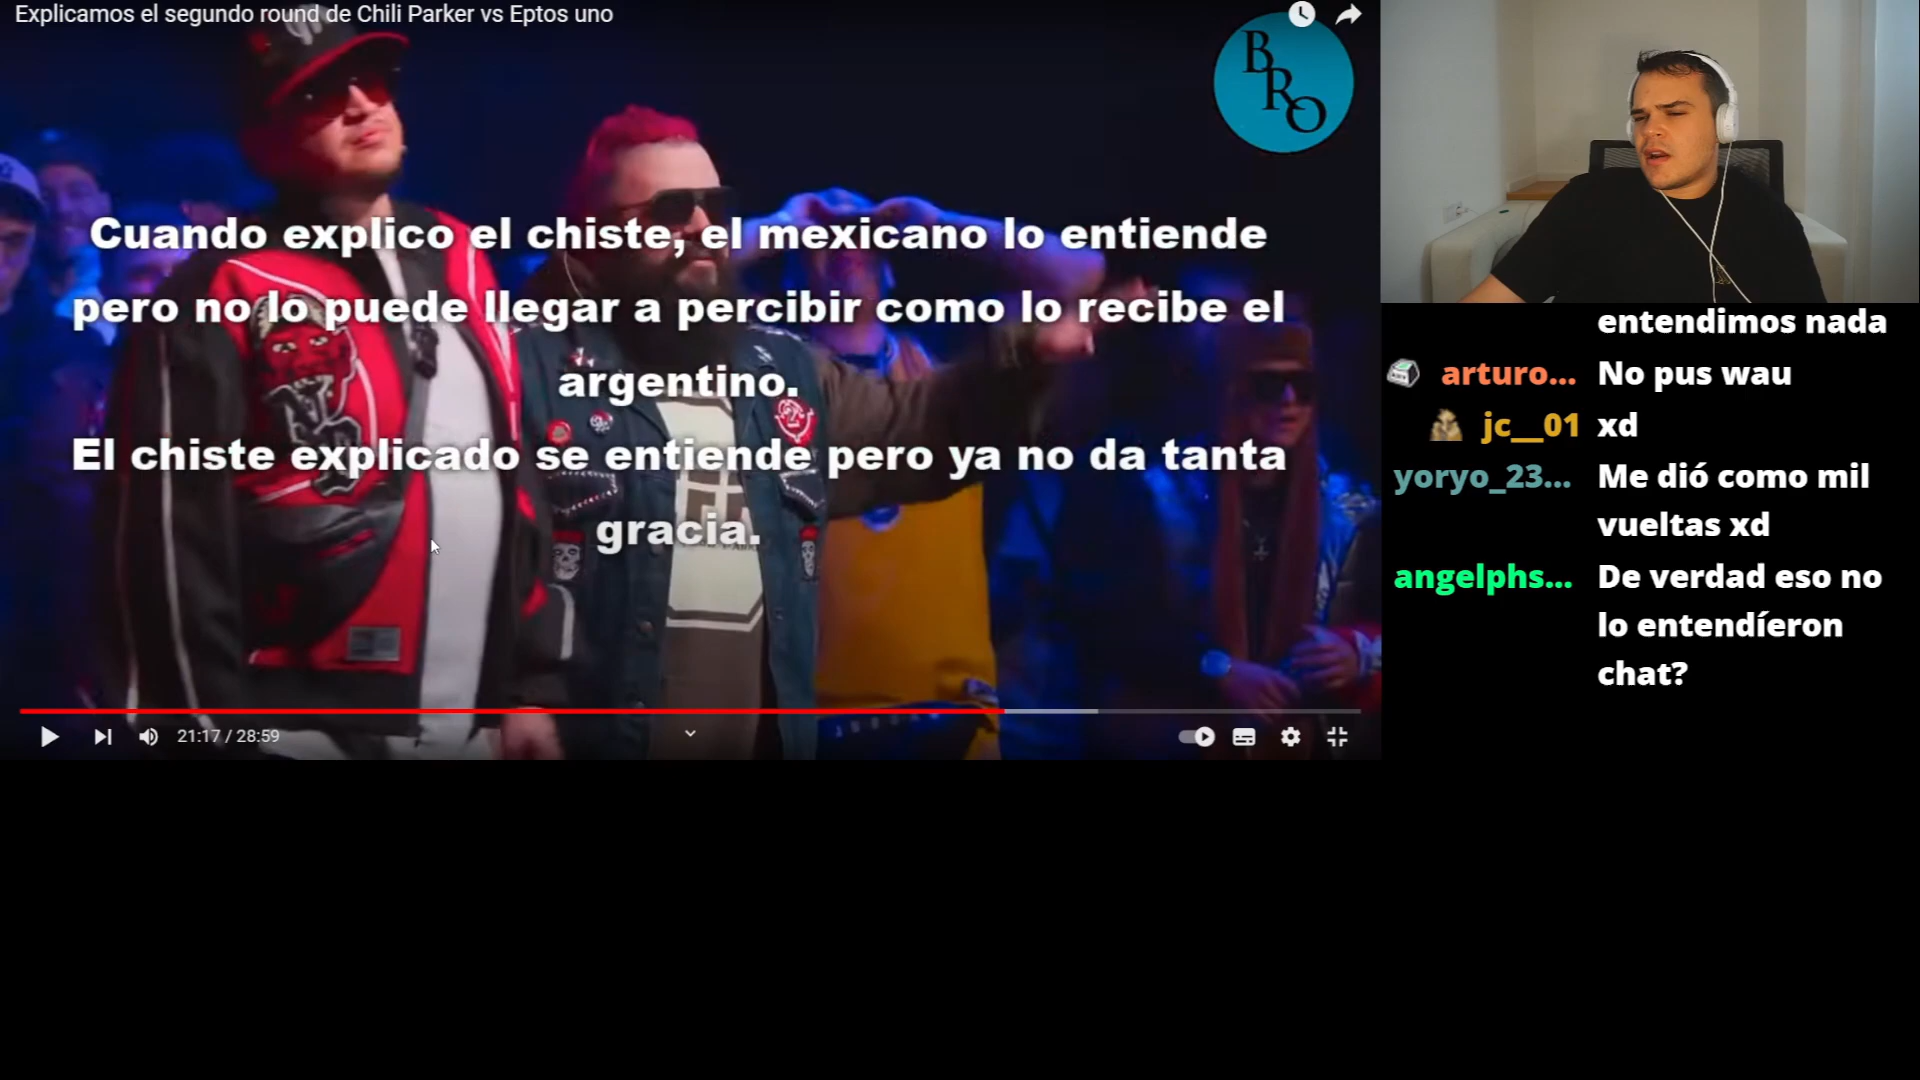 Explicamos el segundo round de Chili Parker vs Eptos uno
BRO
Cuando explico el chiste, el mexicano lo entiende
pero no lo puede llegar a percibir como lo recibe el
argentino.
El chiste explicado se entiende pero ya no da tanta
gracia.
21:17 / 28:59
entendimos nada
arturo... No pus wau
jc__01 xd
yoryo_23... Me dió como mil
vueltas xd
angelphs... De verdad eso no
lo entendíeron
chat?